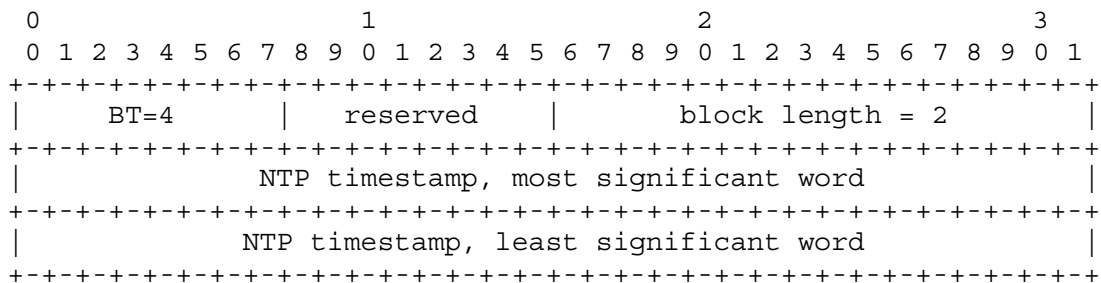 0                   1                   2                   3
 0 1 2 3 4 5 6 7 8 9 0 1 2 3 4 5 6 7 8 9 0 1 2 3 4 5 6 7 8 9 0 1
+-+-+-+-+-+-+-+-+-+-+-+-+-+-+-+-+-+-+-+-+-+-+-+-+-+-+-+-+-+-+-+-+
|     BT=4      |   reserved    |       block length = 2        |
+-+-+-+-+-+-+-+-+-+-+-+-+-+-+-+-+-+-+-+-+-+-+-+-+-+-+-+-+-+-+-+-+
|              NTP timestamp, most significant word             |
+-+-+-+-+-+-+-+-+-+-+-+-+-+-+-+-+-+-+-+-+-+-+-+-+-+-+-+-+-+-+-+-+
|             NTP timestamp, least significant word             |
+-+-+-+-+-+-+-+-+-+-+-+-+-+-+-+-+-+-+-+-+-+-+-+-+-+-+-+-+-+-+-+-+